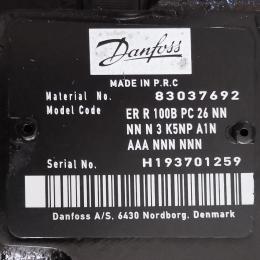 Danfoss
MADE IN P.R.C
Material No. 83037692
Model Code ER R 100B PC 26 NN
NN N 3 K5NP A1N
AAA NNN NNN
Serial No. H193701259
Danfoss A/S, 6430 Nordborg, Denmark